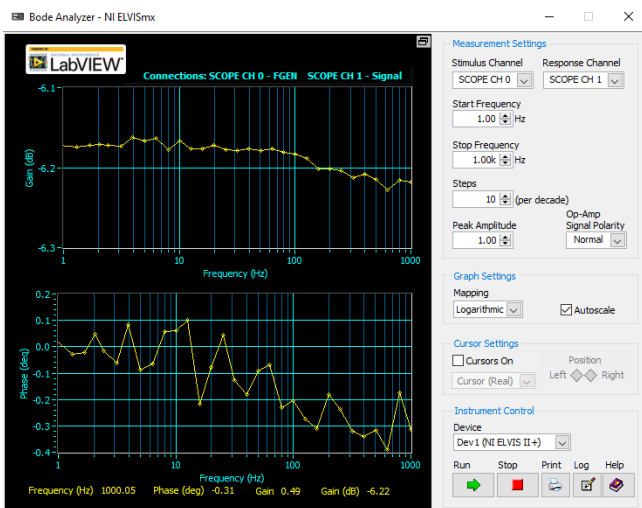 Bode Analyzer - NI ELVISmx
LabVIEW
Connections: SCOPE CH 0 - FGEN SCOPE CH 1 - Signal
-6.1
-6.2
-6.3
Gain (dB)
1 10 100 1000
Frequency (Hz)
0.2
0.1
0.0
-0.1
-0.2
-0.3
-0.4
Phase (deg)
1 10 100 1000
Frequency (Hz)
Frequency (Hz) 1000.05 Phase (deg) -0.31 Gain 0.49 Gain (dB) -6.22
Measurement Settings
Stimulus Channel Response Channel
SCOPE CH 0 SCOPE CH 1
Start Frequency
1.00 Hz
Stop Frequency
1.00k Hz
Steps
10 (per decade)
Peak Amplitude Op-Amp Signal Polarity
1.00 Normal
Graph Settings
Mapping
Logarithmic Autoscale
Cursor Settings
Cursors On Position
Cursor (Real) Left Right
Instrument Control
Device
Dev1 (NI ELVIS II+)
Run Stop Print Log Help